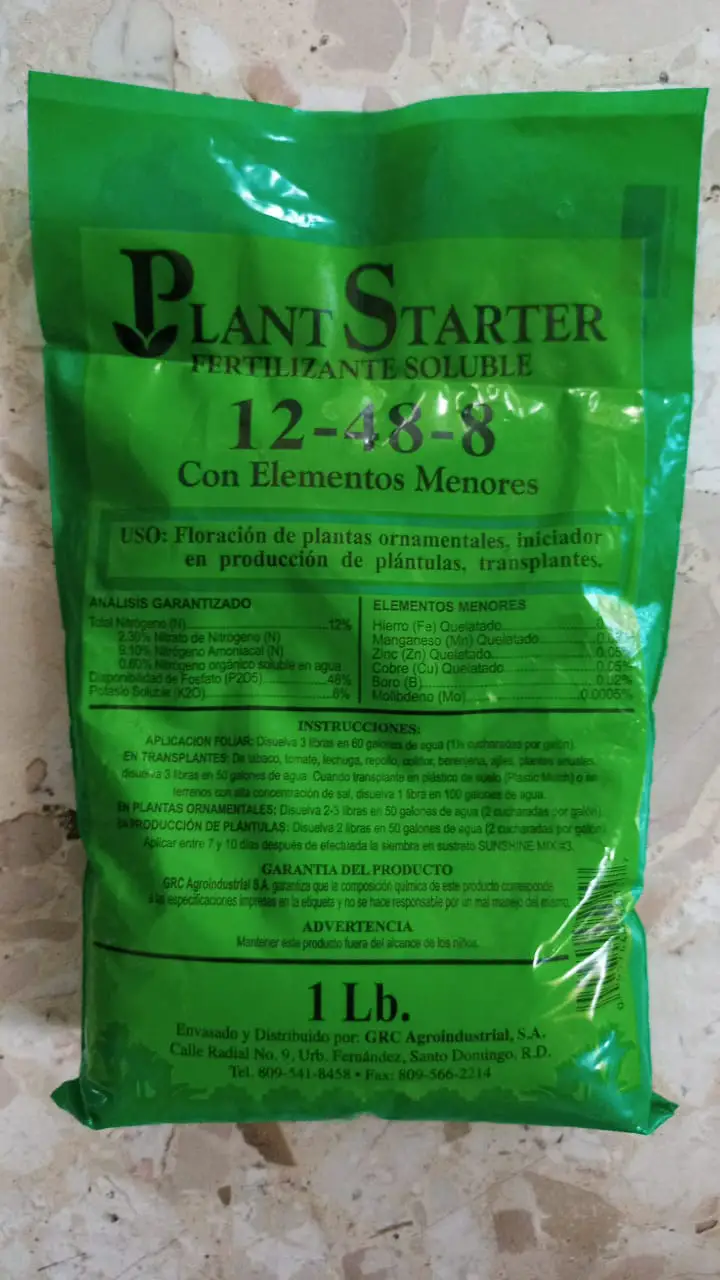 PLANT STARTER
FERTILIZANTE SOLUBLE
12-48-8
Con Elementos Menores
USO: Floración de plantas ornamentales, iniciador
en producción de plántulas, transplantes.
ANALISIS GARANTIZADO
Total Nitrógeno (N) 12%
2.30% Nitrato de Nitrógeno (N)
9.10% Nitrógeno Amoniacal (N)
0.60% Nitrógeno orgánico soluble en agua
Disponibilidad de Fosfato (P2O5) 48%
Potasio Soluble (K2O) 8%
ELEMENTOS MENORES
Hierro (Fe) Quelatado
Manganeso (Mn) Quelatado
Zinc (Zn) Quelatado 0.05%
Cobre (Cu) Quelatado 0.05%
Boro (B) 0.02%
Molibdeno (Mo) 0.0005%
INSTRUCCIONES:
APLICACION FOLIAR: Disuelva 3 libras en 60 galones de agua cucharadas por galón)
EN TRANSPLANTES: De tabaco, tomate, lechuga, repollo, coliflor, berenjena, ajíes, plantas anuales,
disuelva 3 libras en 50 galones de agua. Cuando transplante en plástico de suelo (Plastic Mulch) o en
terrenos con alta concentración de sal, disuelva 1 libra en 100 galones de agua.
EN PLANTAS ORNAMENTALES: Disuelva 2-3 libras en 50 galones de agua (2 cucharadas por galón)
EN PRODUCCIÓN DE PLÁNTULAS: Disuelva 2 libras en 50 galones de agua (2 cucharadas por galón)
Aplicar entre 7 y 10 días después de efectuada la siembra en sustrato SUNSHINE MIX #3.
GARANTIA DEL PRODUCTO
GRC Agroindustrial S.A. garantiza que la composición química de este producto corresponde
a las especificaciones impresas en la etiqueta y no se hace responsable por un mal manejo del mismo.
ADVERTENCIA
Mantener este producto fuera del alcance de los niños.
1 Lb.
Envasado y Distribuido por: GRC Agroindustrial, S.A.
Calle Radial No. 9, Urb. Fernández, Santo Domingo, R.D.
Tel. 809-541-8458 • Fax: 809-566-2214